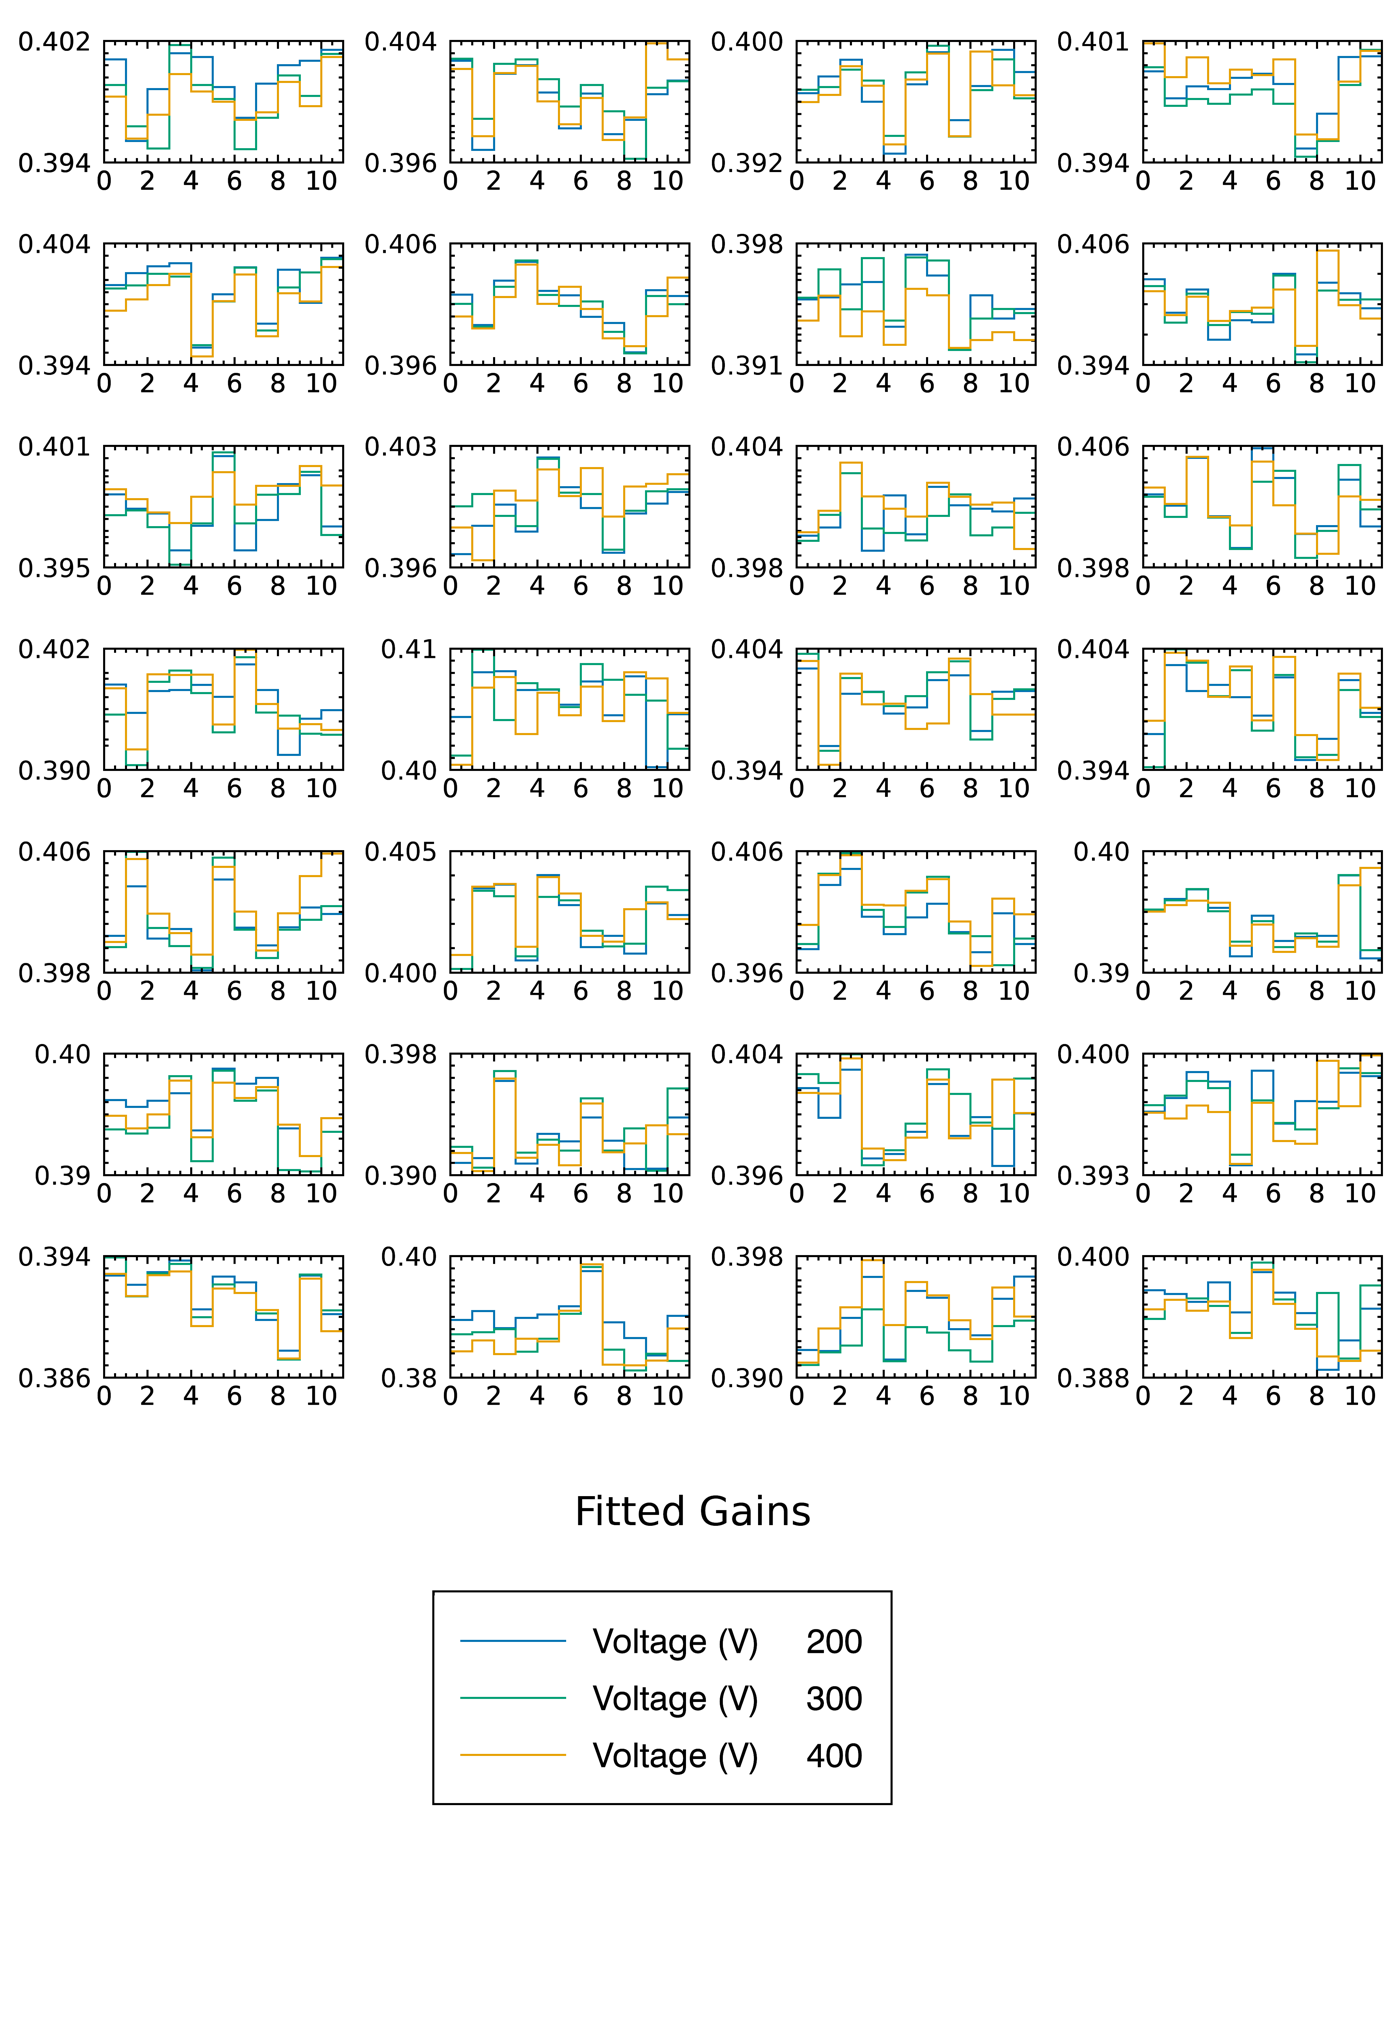 0.402 0.404 0.400 0.401
0.394 0.396 0.392 0.394
0 2 4 6 8 10 0 2 4 6 8 10 0 2 4 6 8 10 0 2 4 6 8 10
0.404 0.406 0.398 0.406
0.394 0.396 0.391 0.394
0 2 4 6 8 10 0 2 4 6 8 10 0 2 4 6 8 10 0 2 4 6 8 10
0.401 0.403 0.404 0.406
0.395 0.396 0.398 0.398
0 2 4 6 8 10 0 2 4 6 8 10 0 2 4 6 8 10 0 2 4 6 8 10
0.402 0.41 0.404 0.404
0.390 0.40 0.394 0.394
0 2 4 6 8 10 0 2 4 6 8 10 0 2 4 6 8 10 0 2 4 6 8 10
0.406 0.405 0.406 0.40
0.398 0.400 0.396 0.39
0 2 4 6 8 10 0 2 4 6 8 10 0 2 4 6 8 10 0 2 4 6 8 10
0.40 0.398 0.404 0.400
0.39 0.390 0.396 0.393
0 2 4 6 8 10 0 2 4 6 8 10 0 2 4 6 8 10 0 2 4 6 8 10
0.394 0.40 0.398 0.400
0.386 0.38 0.390 0.388
0 2 4 6 8 10 0 2 4 6 8 10 0 2 4 6 8 10 0 2 4 6 8 10
Fitted Gains
Voltage (V) 200
Voltage (V) 300
Voltage (V) 400